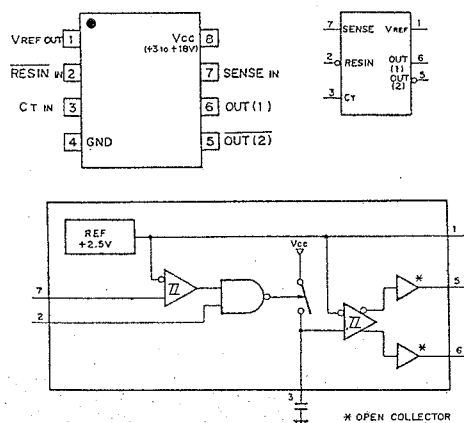 VREF OUT 1
8 VCC
(+3 to +18V)
RESIN IN 2
7 SENSE IN
CT IN 3
6 OUT(1)
4 GND
5 OUT(2)
7 SENSE VREF 1
2 RESIN OUT (1) 6
OUT (2) 5
3 CT
REF
+2.5V
1
Vcc
7
2
*
5
*
6
3
* OPEN COLLECTOR